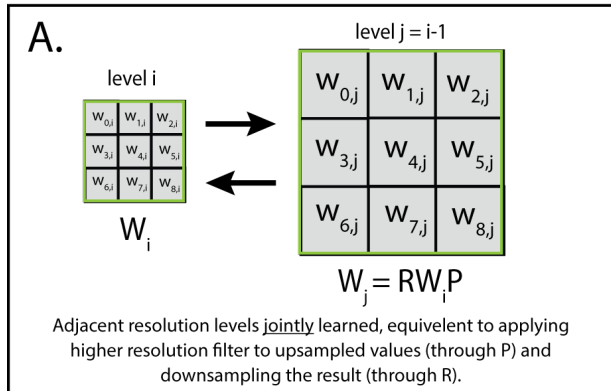 A.
level i
level j = i-1
w0,i w1,i w2,i
w3,i w4,i w5,i
w6,i w7,i w8,i
Wi
w0,j w1,j w2,j
w3,j w4,j w5,j
w6,j w7,j w8,j
Wj = RWiP
Adjacent resolution levels jointly learned, equivelent to applying
higher resolution filter to upsampled values (through P) and
downsampling the result (through R).